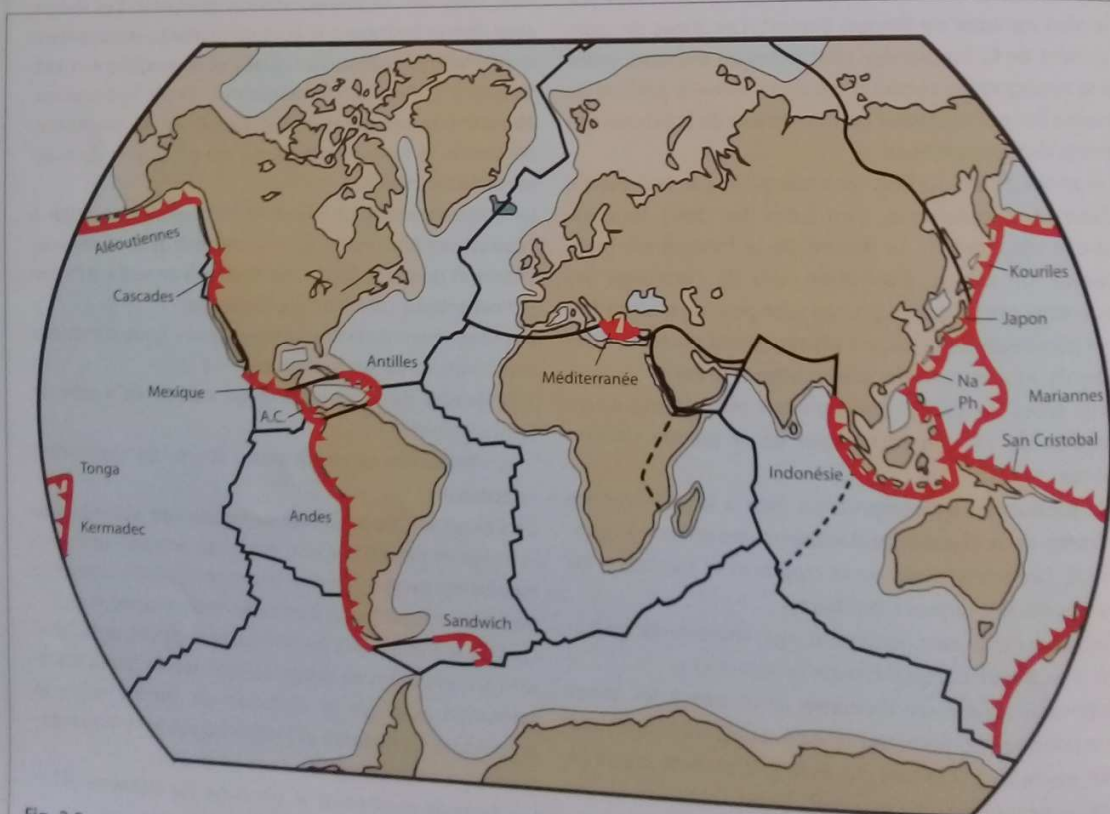 Aléoutiennes
Cascades
Mexique
A.C.
Antilles
Méditerranée
Kouriles
Japon
Na
Ph
Mariannes
San Cristobal
Indonésie
Tonga
Kermadec
Andes
Sandwich